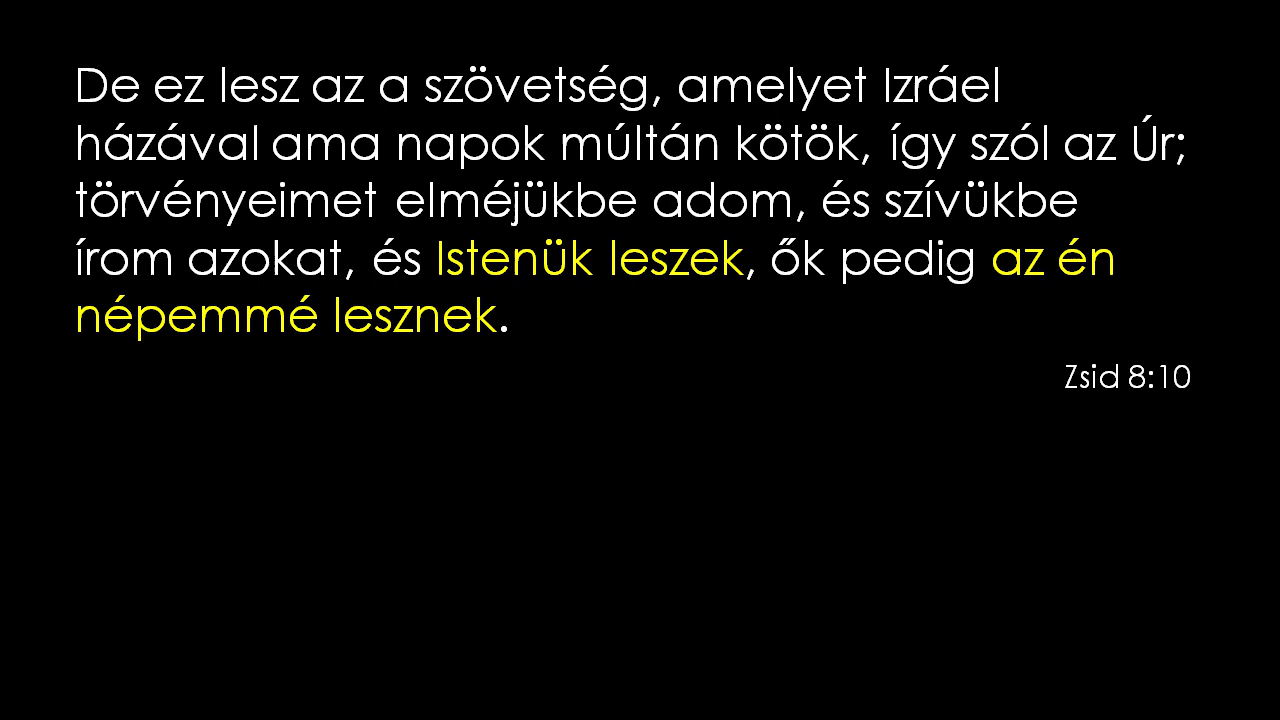 De ez lesz az a szövetség, amelyet Izráel
házával ama napok múltán kötök, így szól az Úr;
törvényeimet elméjükbe adom, és szívükbe
írom azokat, és Istenük leszek, ők pedig az én
népemmé lesznek.
Zsid 8:10